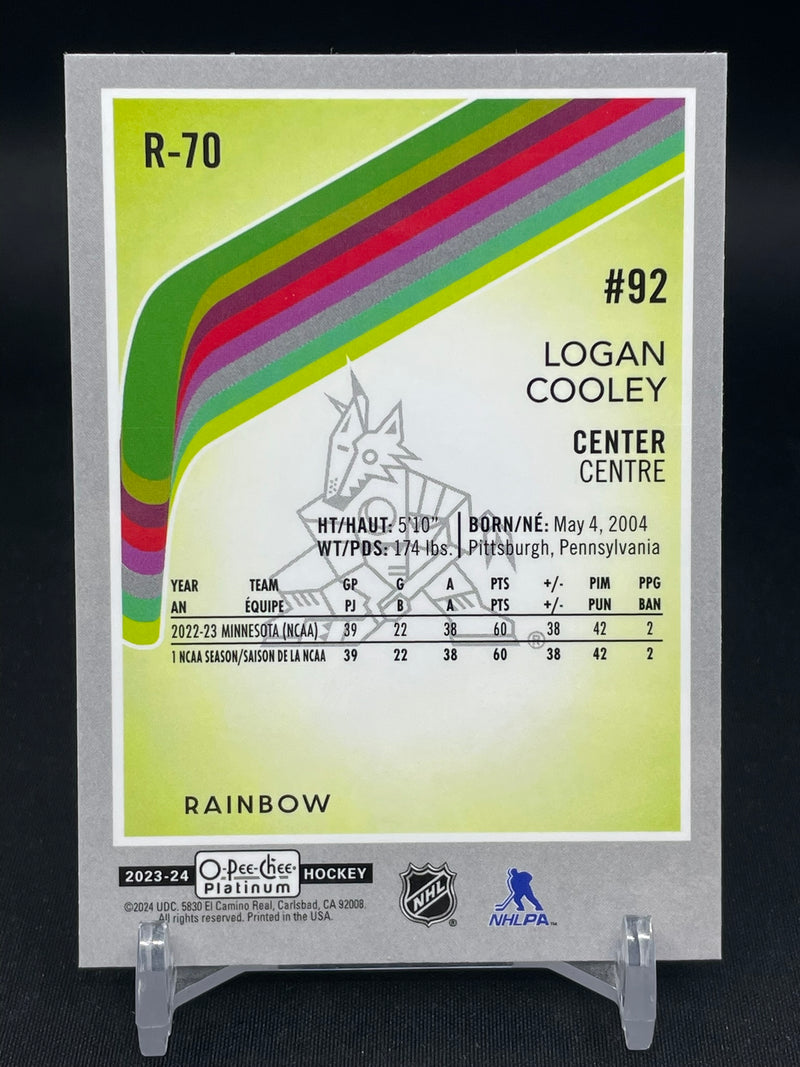 R-70
#92
LOGAN
COOLEY
CENTER
CENTRE
HT/HAUT: 5'10" | BORN/NÉ: May 4, 2004
WT/PDS: 174 lbs. | Pittsburgh, Pennsylvania
YEAR TEAM GP G A PTS +/- PIM PPG
AN ÉQUIPE PJ B A PTS +/- PUN BAN
2022-23 MINNESOTA (NCAA) 39 22 38 60 38 42 2
1 NCAA SEASON/SAISON DE LA NCAA 39 22 38 60 38 42 2
®
RAINBOW
2023-24 O-Pee-Chee® Platinum HOCKEY
©2024 UDC. 5830 El Camino Real, Carlsbad, CA 92008.
All rights reserved. Printed in the USA.
NHL ®
NHLPA™